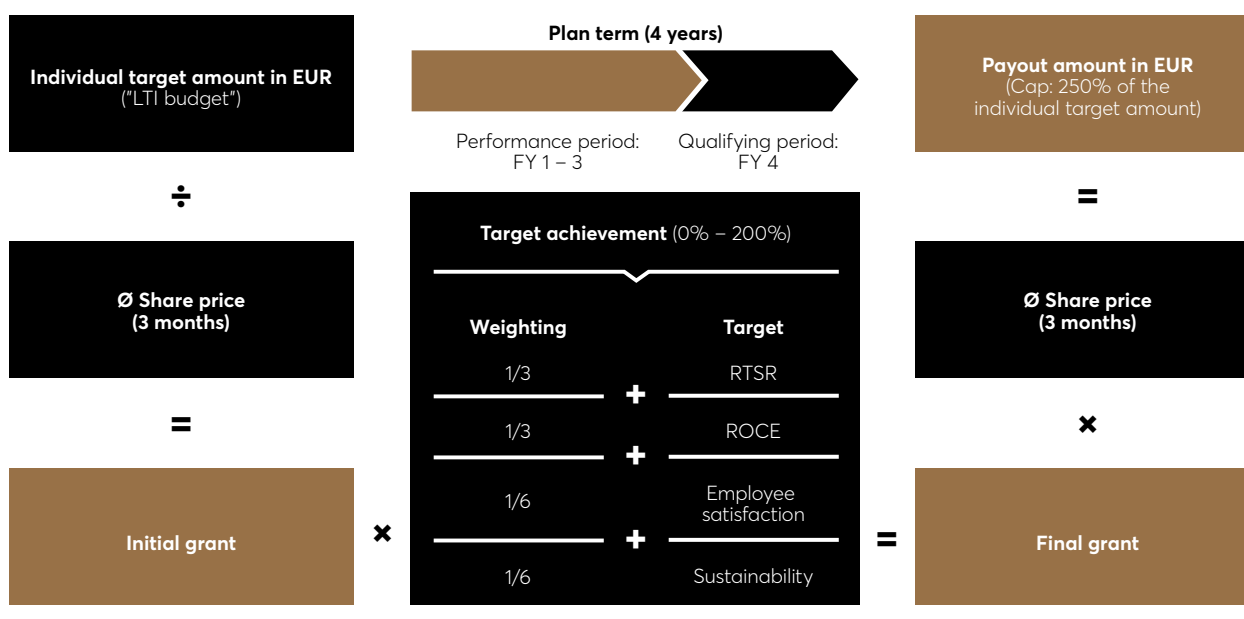 Individual target amount in EUR
("LTI budget")
÷
Ø Share price
(3 months)
=
Initial grant
×
Plan term (4 years)
Performance period:
FY 1 – 3
Qualifying period:
FY 4
Target achievement (0% – 200%)
Weighting
Target
1/3
+
RTSR
1/3
+
ROCE
1/6
+
Employee
satisfaction
1/6
Sustainability
=
Payout amount in EUR
(Cap: 250% of the
individual target amount)
=
Ø Share price
(3 months)
×
Final grant